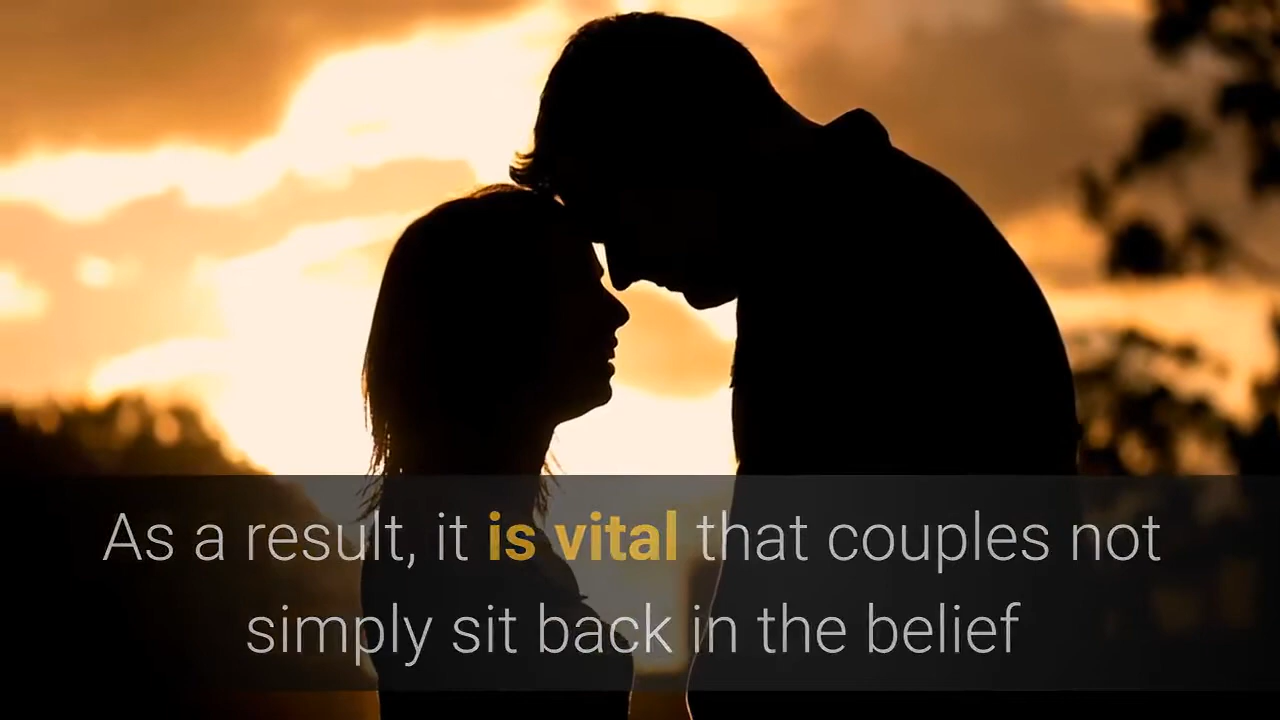 As a result, it is vital that couples not
simply sit back in the belief